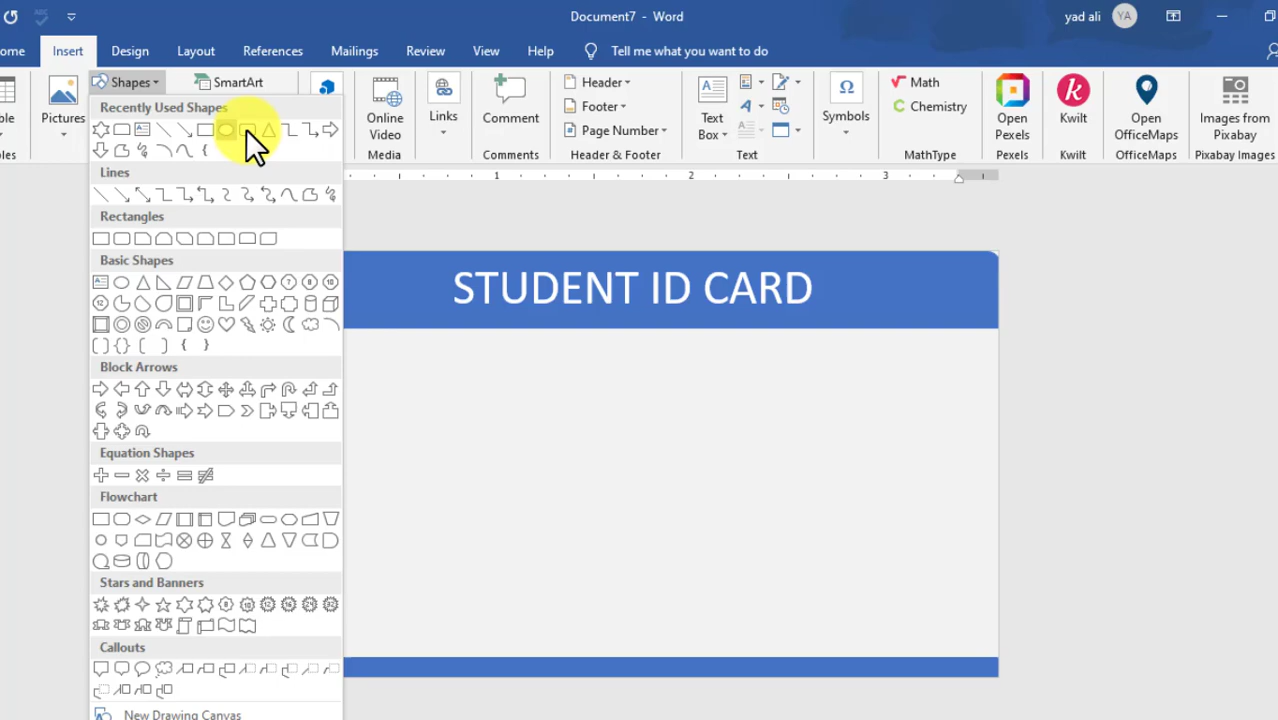 Document7 - Word
yad ali YA
Insert Design Layout References Mailings Review View Help Tell me what you want to do
Pictures
Shapes
SmartArt
Online Video
Media
Links
Comment
Comments
Header
Footer
Page Number
Header & Footer
Text Box
Text
Symbols
Math
Chemistry
MathType
Open Pexels
Pexels
Kwilt
Kwilt
Open OfficeMaps
OfficeMaps
Images from Pixabay
Pixabay Images
1 2 3
Recently Used Shapes
Lines
Rectangles
Basic Shapes
Block Arrows
Equation Shapes
Flowchart
Stars and Banners
Callouts
New Drawing Canvas
STUDENT ID CARD